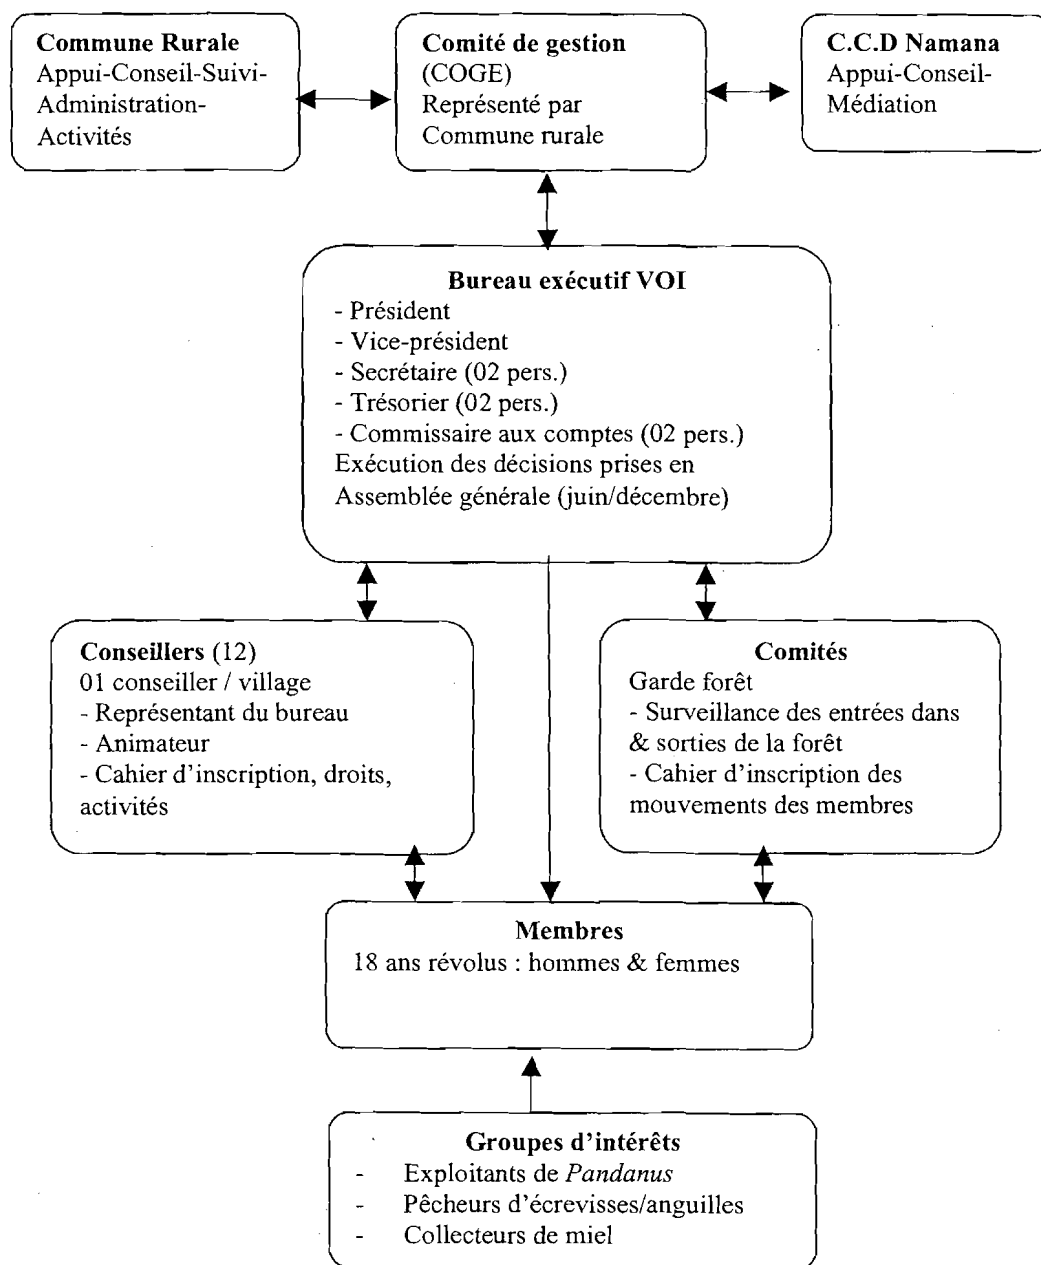 Commune Rurale
Appui-Conseil-Suivi-
Administration-
Activités
Comité de gestion
(COGE)
Représenté par
Commune rurale
C.C.D Namana
Appui-Conseil-
Médiation
Bureau exécutif VOI
- Président
- Vice-président
- Secrétaire (02 pers.)
- Trésorier (02 pers.)
- Commissaire aux comptes (02 pers.)
Exécution des décisions prises en
Assemblée générale (juin/décembre)
Conseillers (12)
01 conseiller / village
- Représentant du bureau
- Animateur
- Cahier d'inscription, droits,
activités
Comités
Garde forêt
- Surveillance des entrées dans
& sorties de la forêt
- Cahier d'inscription des
mouvements des membres
Membres
18 ans révolus : hommes & femmes
Groupes d'intérêts
- Exploitants de Pandanus
- Pêcheurs d'écrevisses/anguilles
- Collecteurs de miel